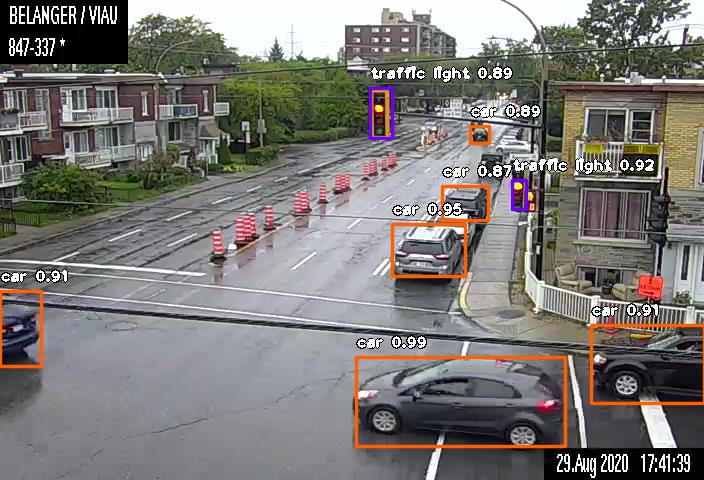 BELANGER / VIAU
847-337 *
traffic light 0.89
car 0.89
car 0.87
traffic light 0.92
car 0.95
car 0.91
car 0.91
car 0.99
29.Aug 2020 17:41:39